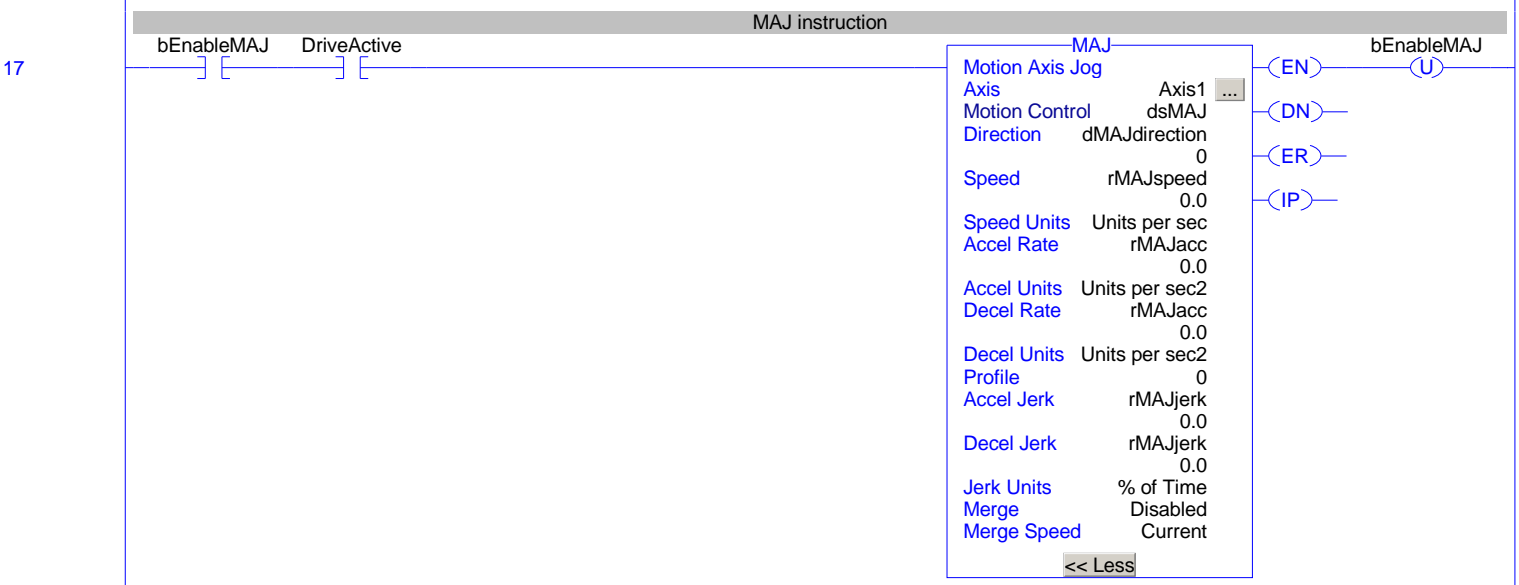 MAJ instruction
bEnableMAJ DriveActive MAJ bEnableMAJ
17 Motion Axis Jog EN U
Axis Axis1 ...
Motion Control dsMAJ DN
Direction dMAJdirection
0 ER
Speed rMAJspeed
0.0 IP
Speed Units Units per sec
Accel Rate rMAJacc
0.0
Accel Units Units per sec2
Decel Rate rMAJacc
0.0
Decel Units Units per sec2
Profile 0
Accel Jerk rMAJjerk
0.0
Decel Jerk rMAJjerk
0.0
Jerk Units % of Time
Merge Disabled
Merge Speed Current
<< Less